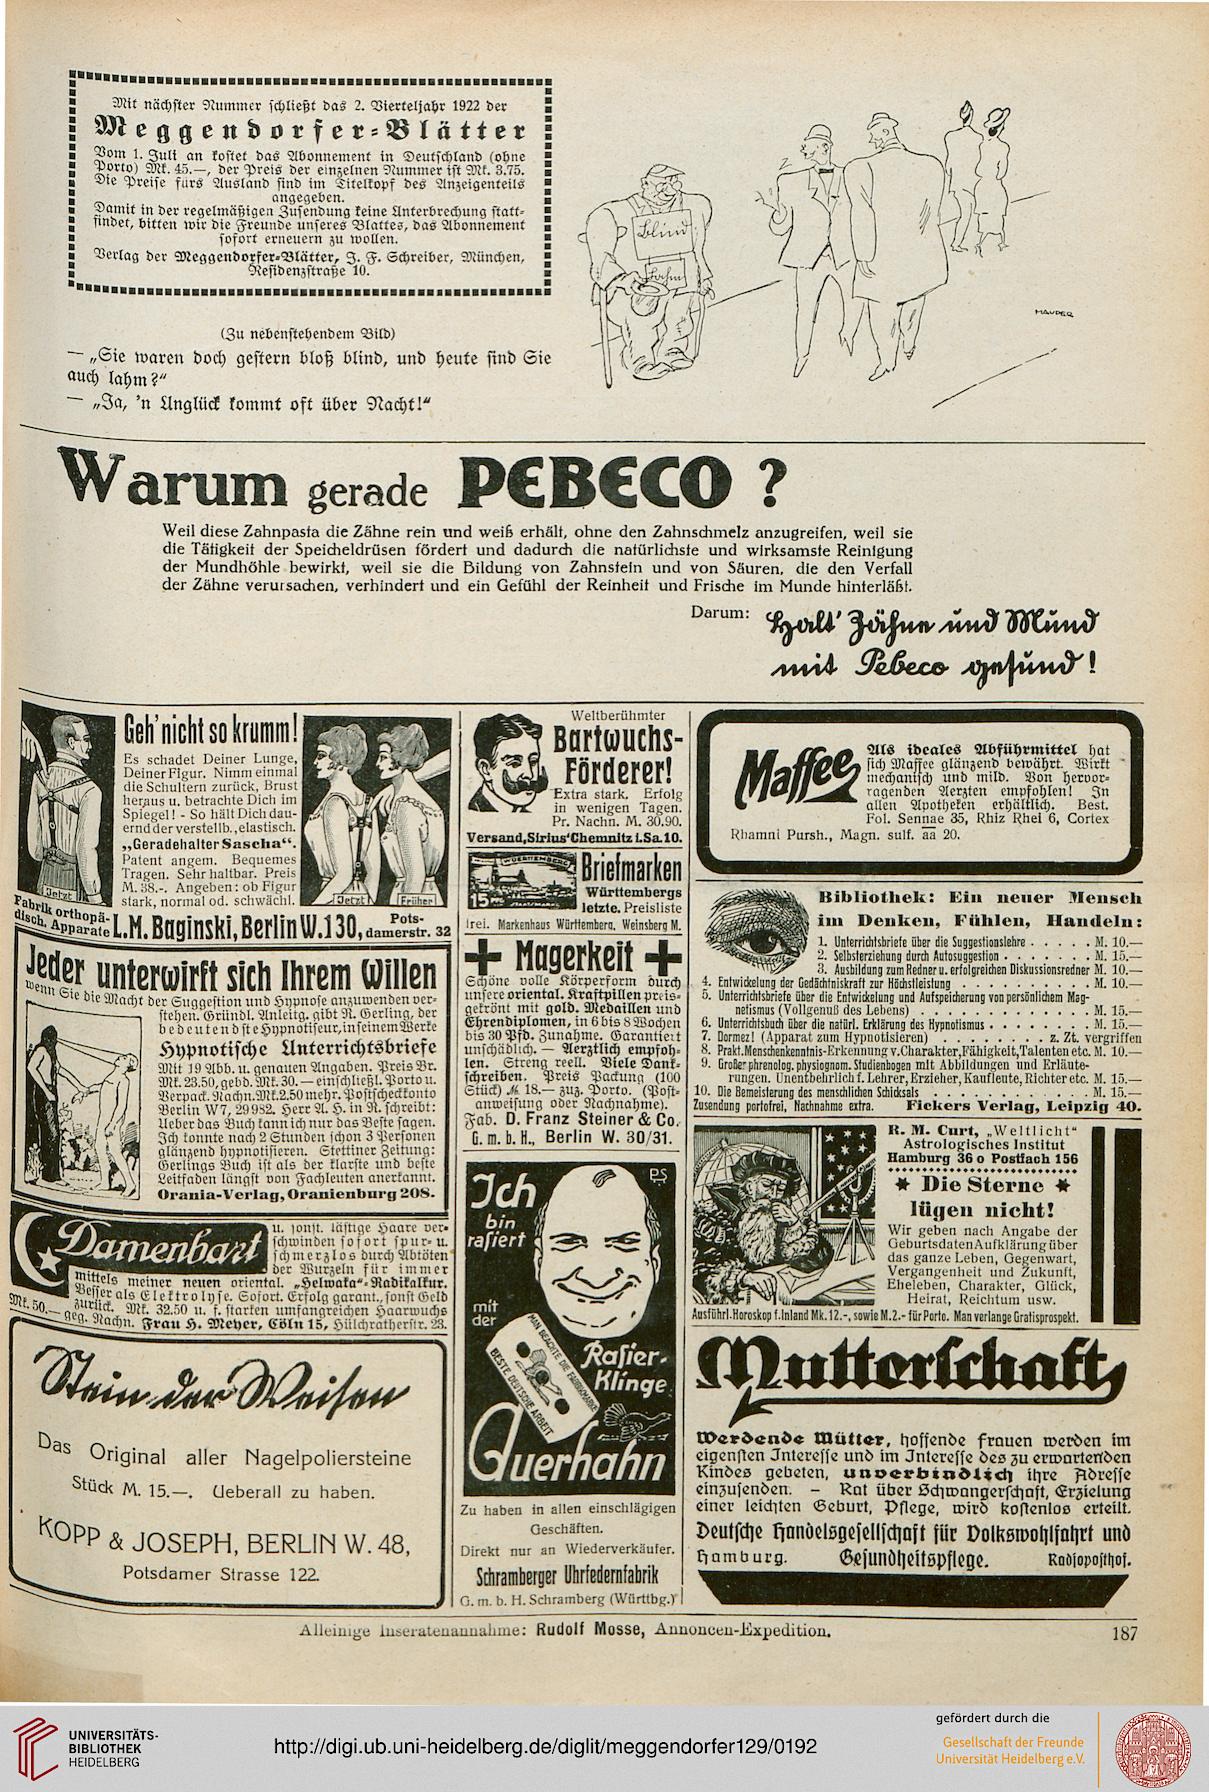 Mit nächster Nummer schließt das 2. Vierteljahr 1922 der
Meggendorfer-Blätter
Vom 1. Juli an kostet das Abonnement in Deutschland (ohne
Porto) Mk. 45.—, der Preis der einzelnen Nummer ist Mk. 3.75.
Die Preise fürs Ausland sind im Titelkopf des Anzeigenteils
angegeben.
Damit in der regelmäßigen Zusendung keine Unterbrechung statt-
findet, bitten wir die Freunde unseres Blattes, das Abonnement
sofort erneuern zu wollen.
Verlag der Meggendorfer-Blätter, J. F. Schreiber, München,
Residenzstraße 10.
Blind
Lahm
MAUDER
(Zu nebenstehendem Bild)
— „Sie waren doch gestern bloß blind, und heute sind Sie
auch lahm?"
— „Ja, 'n Unglück kommt oft über Nacht!"
Warum gerade PEBECO ?
Weil diese Zahnpasta die Zähne rein und weiß erhält, ohne den Zahnschmelz anzugreifen, weil sie
die Tätigkeit der Speicheldrüsen fördert und dadurch die natürlichste und wirksamste Reinigung
der Mundhöhle bewirkt, weil sie die Bildung von Zahnstein und von Säuren, die den Verfall
der Zähne verursachen, verhindert und ein Gefühl der Reinheit und Frische im Munde hinterläßt.
Darum: Halt' Zähne und Mund
mit Pebeco gesund!
Geh' nicht so krumm!
Es schadet Deiner Lunge,
Deiner Figur. Nimm einmal
die Schultern zurück, Brust
heraus u. betrachte Dich im
Spiegel! - So hält Dich dau-
ernd der verstellb., elastisch.
„Geradehalter Sascha".
Patent angem. Bequemes
Tragen. Sehr haltbar. Preis
M. 38.-. Angeben: ob Figur
stark, normal od. schwächl.
Jetzt
Jetzt
Früher
Fabrik orthopä-
disch. Apparate L. M. Baginski, Berlin W. 130, Pots-
damerstr. 32
Jeder unterwirft sich Ihrem Willen
wenn Sie die Macht der Suggestion und Hypnose anzuwenden ver-
stehen. Gründl. Anleitg. gibt R. Gerling, der
bedeutendste Hypnotiseur, in seinem Werke
Hypnotische Unterrichtsbriefe
Mit 19 Abb. u. genauen Angaben. Preis Br.
Mk. 23.50, gebd. Mk. 30.— einschließl. Porto u.
Verpack. Nachn. Mk. 2.50 mehr. Postscheckkonto
Berlin W 7, 29 982. Herr A. H. in R. schreibt:
Ueber das Buch kann ich nur das Beste sagen.
Ich konnte nach 2 Stunden schon 3 Personen
glänzend hypnotisieren. Stettiner Zeitung:
Gerlings Buch ist als der klarste und beste
Leitfaden längst von Fachleuten anerkannt.
Orania-Verlag, Oranienburg 208.
Damenbart
u. sonst. lästige Haare ver-
schwinden sofort spur- u.
schmerzlos durch Abtöten
der Wurzeln für immer
mittels meiner neuen oriental. „Helwaka"-Radikalkur.
Besser als Elektrolyse. Sofort. Erfolg garant., sonst Geld
zurück. Mk. 32.50 u. f. starken umfangreichen Haarwuchs
Mk. 50.— geg. Nachn. Frau H. Meyer, Cöln 15, Hülchratherstr. 23.
Stein der Weisen
Das Original aller Nagelpoliersteine
Stück M. 15.—. Ueberall zu haben.
KOPP & JOSEPH, BERLIN W. 48,
Potsdamer Strasse 122.
Weltberühmter
Bartwuchs-
Förderer!
Extra stark. Erfolg
in wenigen Tagen.
Pr. Nachn. M. 30.90.
Versand „Sirius" Chemnitz i. Sa. 10.
WUERTTEMBERG
15
Briefmarken
Württembergs
letzte. Preisliste
frei. Markenhaus Württemberg, Weinsberg M.
Magerkeit
Schöne volle Körperform durch
unsere oriental. Kraftpillen preis-
gekrönt mit gold. Medaillen und
Ehrendiplomen, in 6 bis 8 Wochen
bis 30 Pfd. Zunahme. Garantiert
unschädlich. — Aerztlich empfoh-
len. Streng reell. Viele Dank-
schreiben. Preis Packung (100
Stück) M. 18.— zuz. Porto. (Post-
anweisung oder Nachnahme).
Fab. D. Franz Steiner & Co.
G. m. b. H., Berlin W. 30/31.
PS
Ich
bin
rasiert
mit
der
MAN BEACHTE DIE FABRIKMARKE
BESTE DEUTSCHE ARBEIT
Rasier-
Klinge
Auerhahn
Zu haben in allen einschlägigen
Geschäften.
Direkt nur an Wiederverkäufer.
Schramberger Uhrfedernfabrik
G. m. b. H. Schramberg (Württbg.)
Maffee
Als ideales Abführmittel hat
sich Maffee glänzend bewährt. Wirkt
mechanisch und mild. Von hervor-
ragenden Aerzten empfohlen! In
allen Apotheken erhältlich. Best.
Fol. Sennae 35, Rhiz Rhei 6, Cortex
Rhamni Pursh., Magn. sulf. aa 20.
Bibliothek: Ein neuer Mensch
im Denken, Fühlen, Handeln:
1. Unterrichtsbriefe über die Suggestionslehre . . . . . M. 10.—
2. Selbsterziehung durch Autosuggestion . . . . . . . M. 15.—
3. Ausbildung zum Redner u. erfolgreichen Diskussionsredner M. 10.—
4. Entwickelung der Gedächtniskraft zur Höchstleistung . . . . . . . . . M. 10.—
5. Unterrichtsbriefe über die Entwickelung und Aufspeicherung von persönlichem Mag-
netismus (Vollgenuß des Lebens) . . . . . . . . . . . . . M. 15.—
6. Unterrichtsbuch über die natürl. Erklärung des Hypnotismus . . . . . . . M. 15.—
7. Dormez! (Apparat zum Hypnotisieren) . . . . . . . z. Zt. vergriffen
8. Prakt. Menschenkenntnis-Erkennung v. Charakter, Fähigkeit, Talenten etc. M. 10.—
9. Großer phrenolog. physiognom. Studienbogen mit Abbildungen und Erläute-
rungen. Unentbehrlich f. Lehrer, Erzieher, Kaufleute, Richter etc. M. 15.—
10. Die Bemeisterung des menschlichen Schicksals . . . . . . . . . . . M. 15.—
Zusendung portofrei, Nachnahme extra. Fickers Verlag, Leipzig 40.
R. M. Curt, „Weltlicht"
Astrologisches Institut
Hamburg 36 o Postfach 156
Die Sterne
lügen nicht!
Wir geben nach Angabe der
Geburtsdaten Aufklärung über
das ganze Leben, Gegenwart,
Vergangenheit und Zukunft,
Eheleben, Charakter, Glück,
Heirat, Reichtum usw.
Ausführl. Horoskop f. Inland Mk. 12.-, sowie M. 2.- für Porto. Man verlange Gratisprospekt.
Mutterschaft
Werdende Mütter, hoffende Frauen werden im
eigensten Interesse und im Interesse des zu erwartenden
Kindes gebeten, unverbindlich ihre Adresse
einzusenden. — Rat über Schwangerschaft, Erzielung
einer leichten Geburt, Pflege, wird kostenlos erteilt.
Deutsche Handelsgesellschaft für Volkswohlfahrt und
Hamburg. Gesundheitspflege. Radioposthof.
Alleinige Inseratenannahme: Rudolf Mosse, Annoncen-Expedition.
187
UNIVERSITÄTS-
BIBLIOTHEK
HEIDELBERG
http://digi.ub.uni-heidelberg.de/diglit/meggendorfer129/0192
gefördert durch die
Gesellschaft der Freunde
Universität Heidelberg e.V.